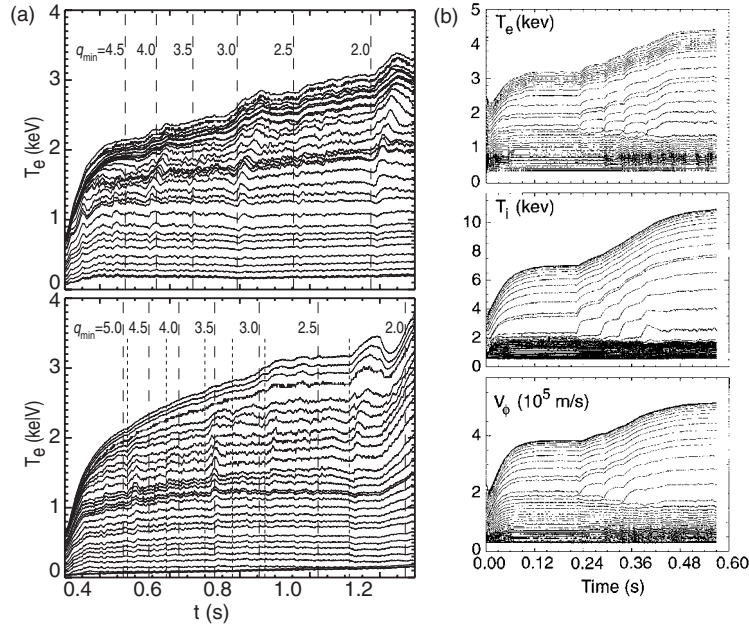 (a)
q_min=4.5 4.0 3.5 3.0 2.5 2.0
4
3
2
1
0
T_e (keV)
q_min=5.0 4.5 4.0 3.5 3.0 2.5 2.0
4
3
2
1
0
T_e (kelV)
0.4 0.6 0.8 1.0 1.2 1.4
t (s)
(b)
T_e (kev)
5
4
3
2
1
0
T_i (kev)
10
8
6
4
2
0
V_ϕ (10^5 m/s)
4
2
0
0.00 0.12 0.24 0.36 0.48 0.60
Time (s)